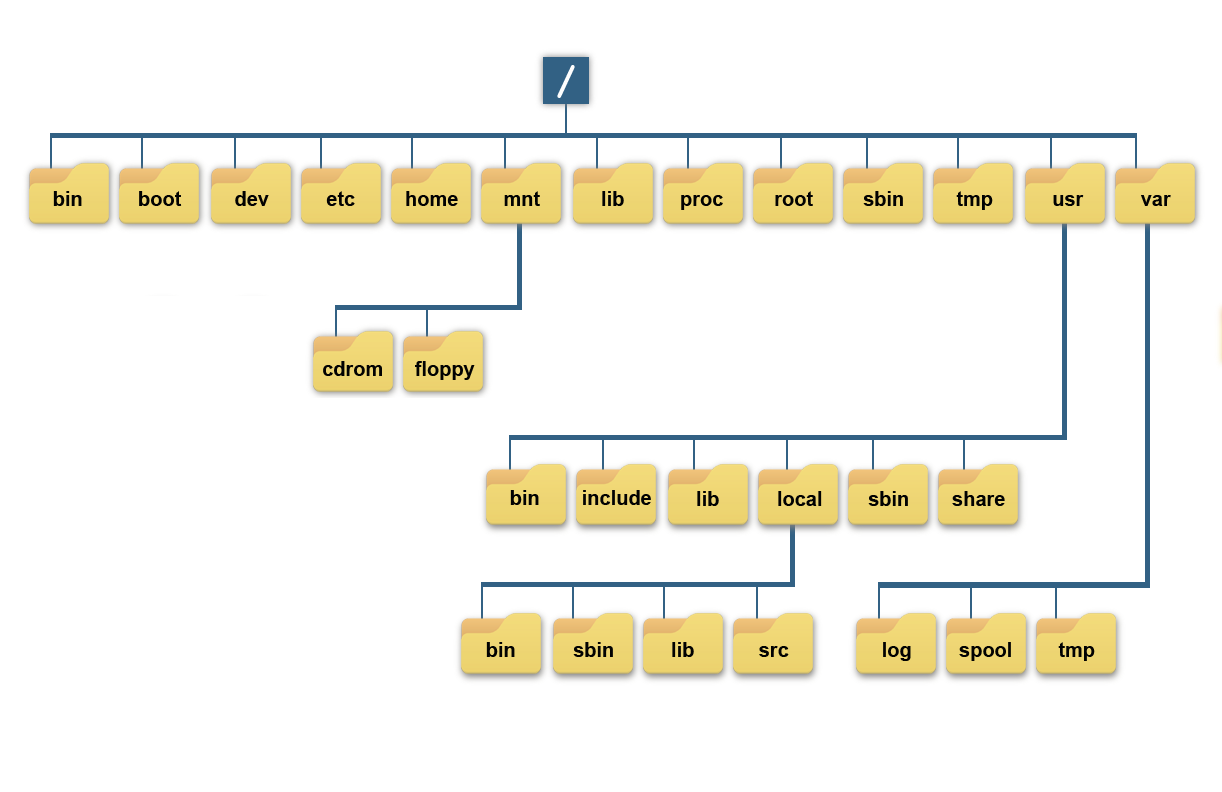 /
bin boot dev etc home mnt lib proc root sbin tmp usr var
cdrom floppy
bin include lib local sbin share
bin sbin lib src log spool tmp